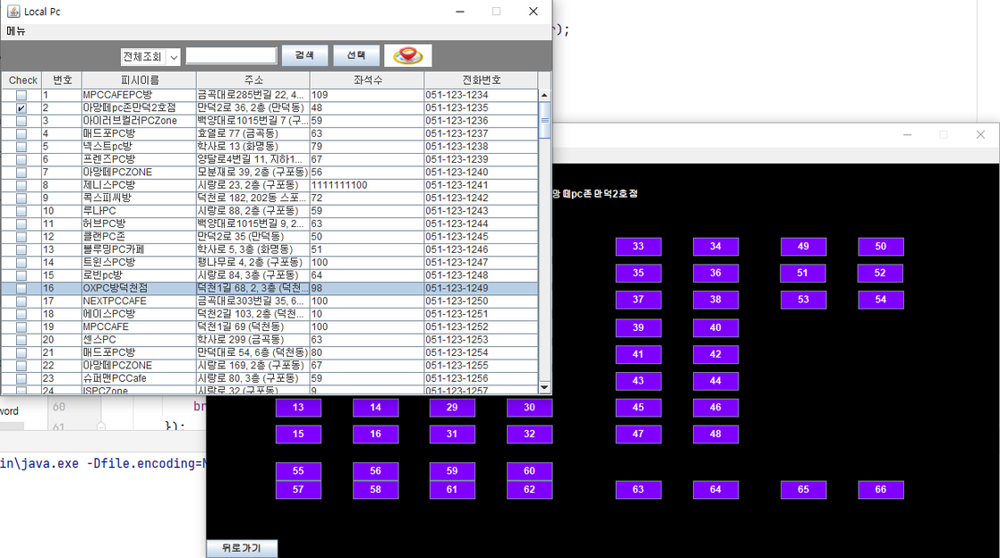 Local Pc
메뉴
전체조회 검색 선택
Check 번호 피시이름 주소 좌석수 전화번호
1 MPCCAFEPC방 금곡대로285번길 22, 4... 109 051-123-1234
2 아망떼pc존만덕2호점 만덕2로 36, 2층 (만덕동) 48 051-123-1235
3 아이러브컬러PCZone 백양대로1015번길 7 (구... 59 051-123-1236
4 매드포PC방 효열로 77 (금곡동) 63 051-123-1237
5 넥스트pc방 학사로 13 (화명동) 79 051-123-1238
6 프렌즈PC방 양달로4번길 11, 지하1... 67 051-123-1239
7 아망떼PCZONE 모분재로 39, 2층 (구포동) 56 051-123-1240
8 제니스PC방 시랑로 23, 2층 (구포동) 1111111100 051-123-1241
9 콕스피씨방 덕천로 182, 202동 스포... 72 051-123-1242
10 루나PC 시랑로 88, 2층 (구포동) 59 051-123-1243
11 허브PC방 백양대로1015번길 9, 2... 63 051-123-1244
12 클랜PC존 만덕2로 35 (만덕동) 50 051-123-1245
13 블루밍PC카페 학사로 5, 3층 (화명동) 51 051-123-1246
14 트윈스PC방 팽나무로 4, 2층 (구포동) 100 051-123-1247
15 로빈pc방 시랑로 84, 3층 (구포동) 64 051-123-1248
16 OXPC방덕천점 덕천1길 68, 2, 3층 (덕천... 98 051-123-1249
17 NEXTPCCAFE 금곡대로303번길 35, 6... 100 051-123-1250
18 에이스PC방 덕천2길 103, 2층 (덕천... 10 051-123-1251
19 MPCCAFE 덕천1길 69 (덕천동) 100 051-123-1252
20 센스PC 학사로 299 (금곡동) 63 051-123-1253
21 매드포PC방 만덕대로 54, 6층 (덕천동) 80 051-123-1254
22 아망떼PCZONE 시랑로 169, 2층 (구포동) 67 051-123-1255
23 슈퍼맨PCCafe 시랑로 80, 3층 (구포동) 59 051-123-1256
24 ISPCZone 시랑로 32 (구포동) 9 051-123-1257
);
망떼pc존만덕2호점
33 34 49 50
35 36 51 52
37 38 53 54
39 40
41 42
43 44
13 14 29 30 45 46
15 16 31 32 47 48
55 56 59 60
57 58 61 62 63 64 65 66
뒤로가기
word
60 br
61 });
in\java.exe -Dfile.encoding=